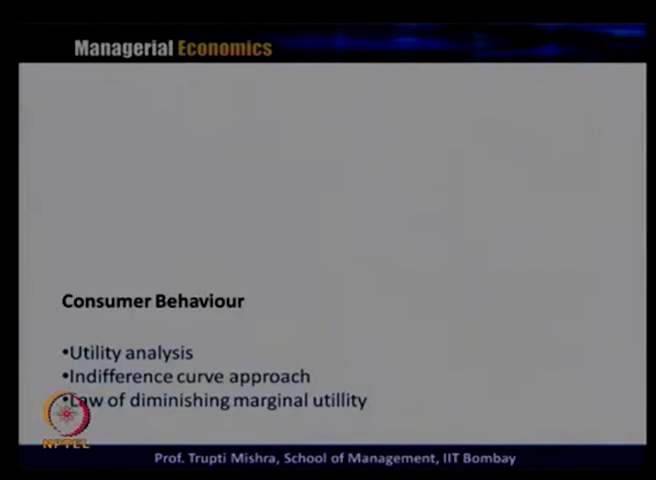 Managerial Economics
Consumer Behaviour
•Utility analysis
•Indifference curve approach
•Law of diminishing marginal utillity
NPTEL
Prof. Trupti Mishra, School of Management, IIT Bombay